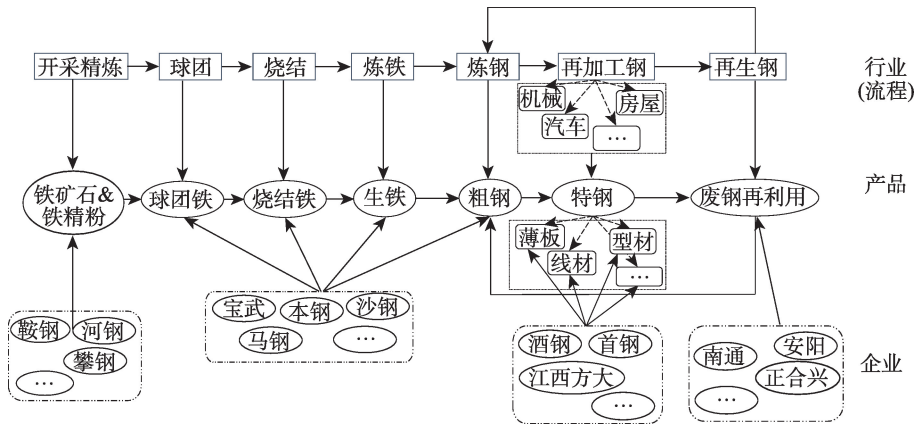 开采精炼
球团
烧结
炼铁
炼钢
再加工钢
再生钢
行业
(流程)
机械
房屋
汽车
…
铁矿石&
铁精粉
球团铁
烧结铁
生铁
粗钢
特钢
废钢再利用
产品
薄板
型材
线材
…
鞍钢
河钢
攀钢
…
宝武
本钢
沙钢
马钢
…
酒钢
首钢
江西方大
…
南通
安阳
正合兴
…
企业